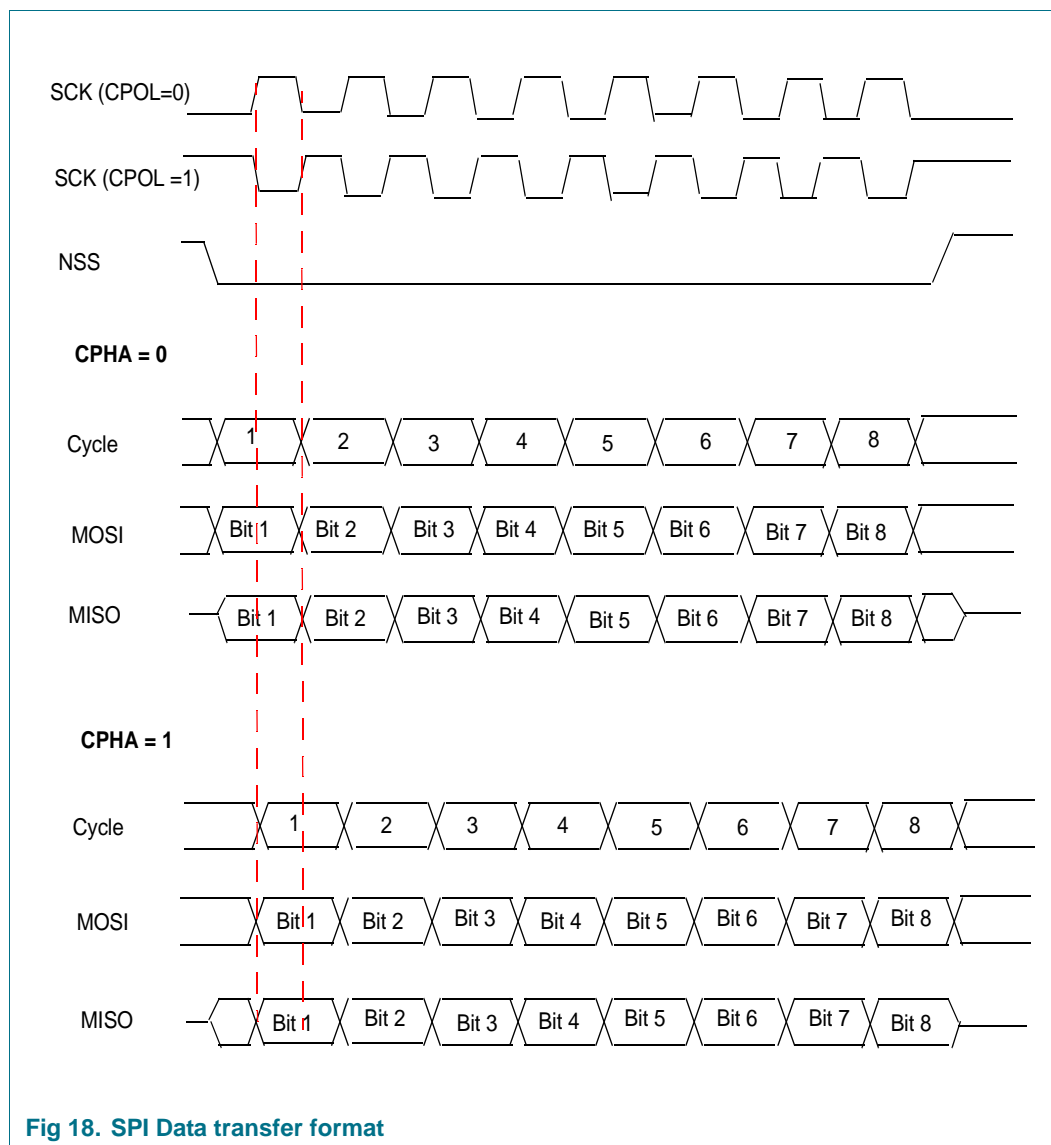 SCK (CPOL=0)
SCK (CPOL =1)
NSS
CPHA = 0
Cycle 1 2 3 4 5 6 7 8
MOSI Bit 1 Bit 2 Bit 3 Bit 4 Bit 5 Bit 6 Bit 7 Bit 8
MISO Bit 1 Bit 2 Bit 3 Bit 4 Bit 5 Bit 6 Bit 7 Bit 8
CPHA = 1
Cycle 1 2 3 4 5 6 7 8
MOSI Bit 1 Bit 2 Bit 3 Bit 4 Bit 5 Bit 6 Bit 7 Bit 8
MISO Bit 1 Bit 2 Bit 3 Bit 4 Bit 5 Bit 6 Bit 7 Bit 8
Fig 18. SPI Data transfer format